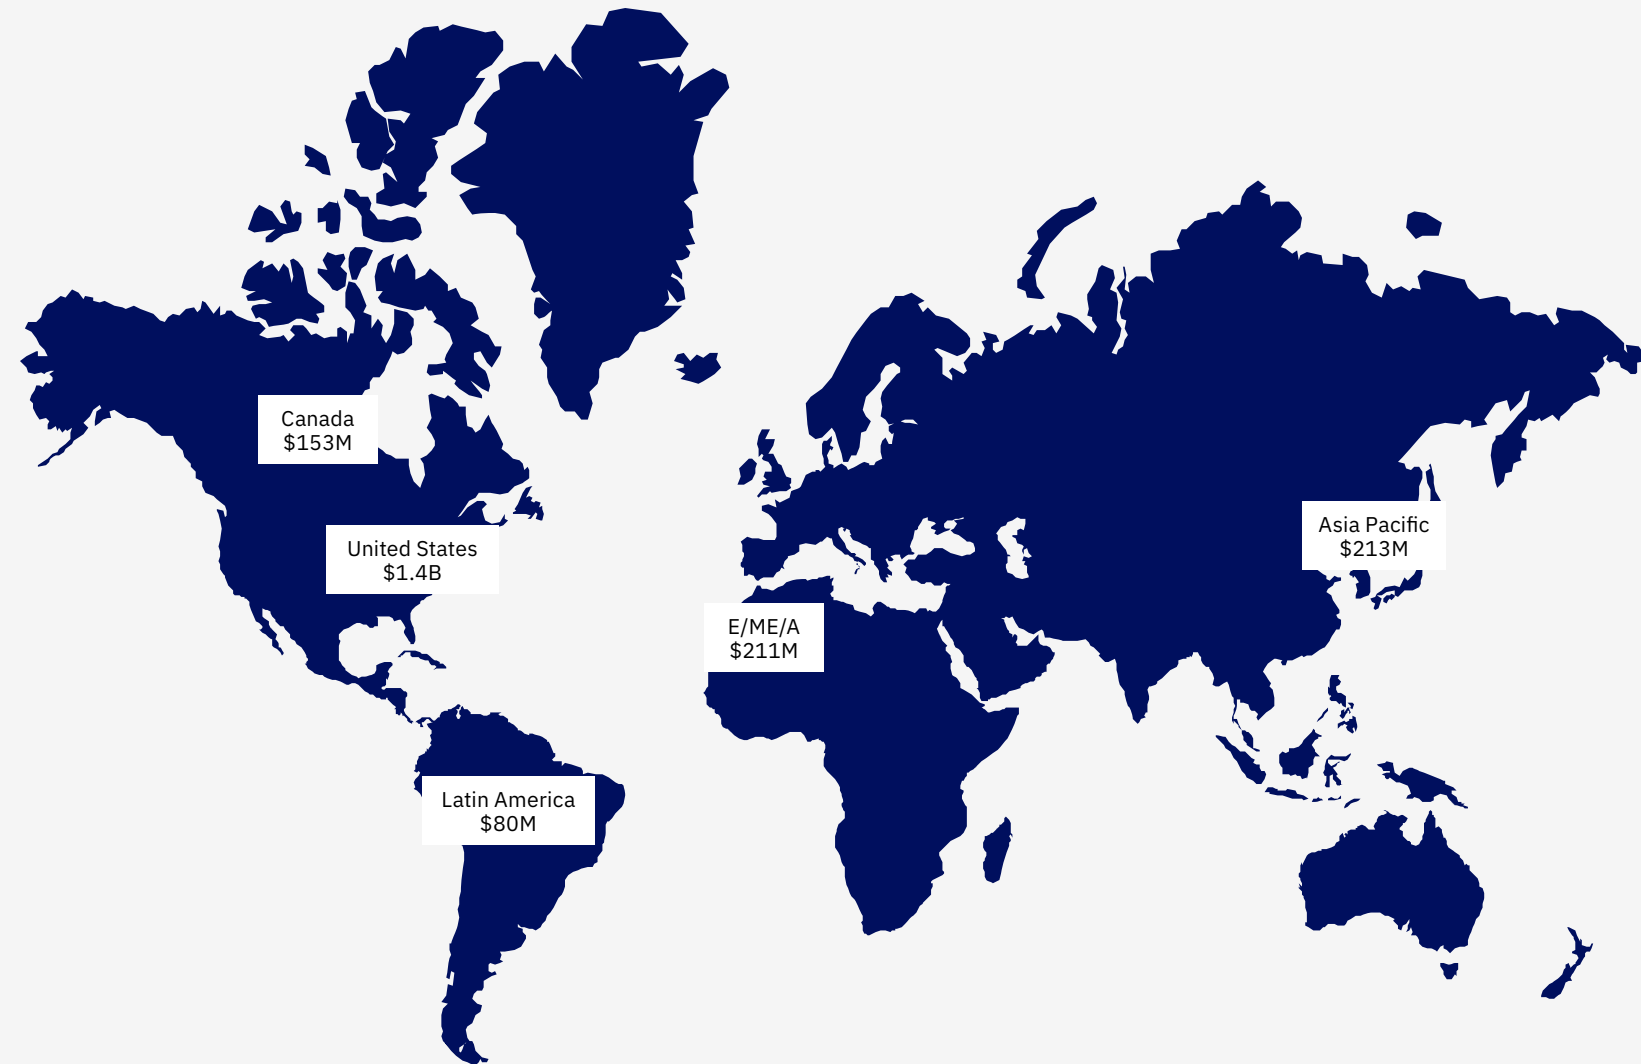 Canada
$153M
United States
$1.4B
Asia Pacific
$213M
E/ME/A
$211M
Latin America
$80M